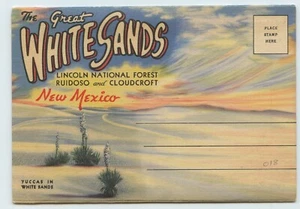 The Great
WHITE SANDS
LINCOLN NATIONAL FOREST
RUIDOSO and CLOUDCROFT
New Mexico
PLACE
STAMP
HERE
YUCCAS IN
WHITE SANDS